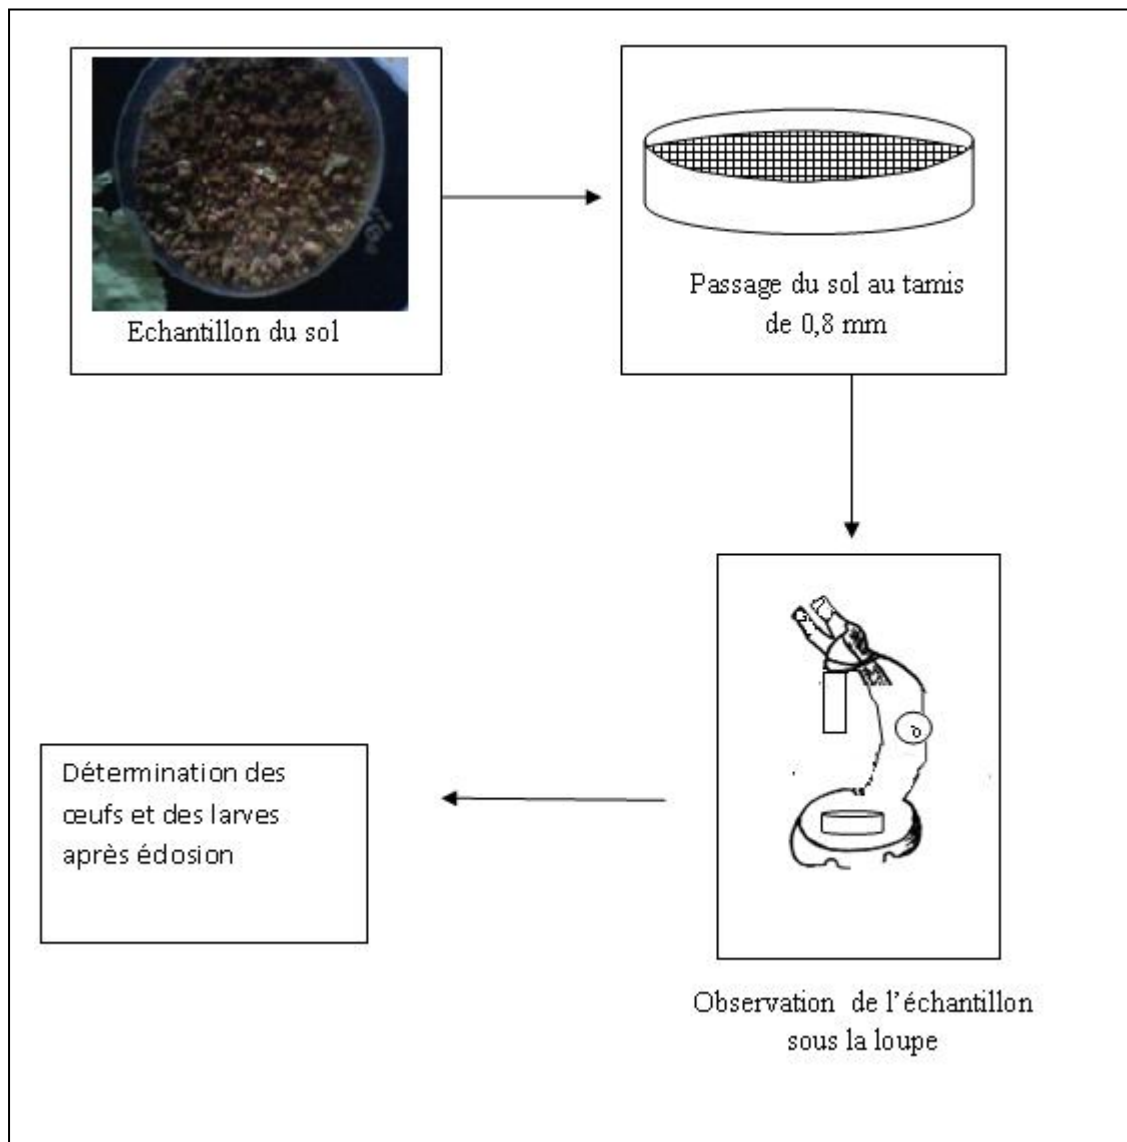 Echantillon du sol
Passage du sol au tamis
de 0,8 mm
Détermination des
œufs et des larves
après édosion
Observation de l’échantillon
sous la loupe